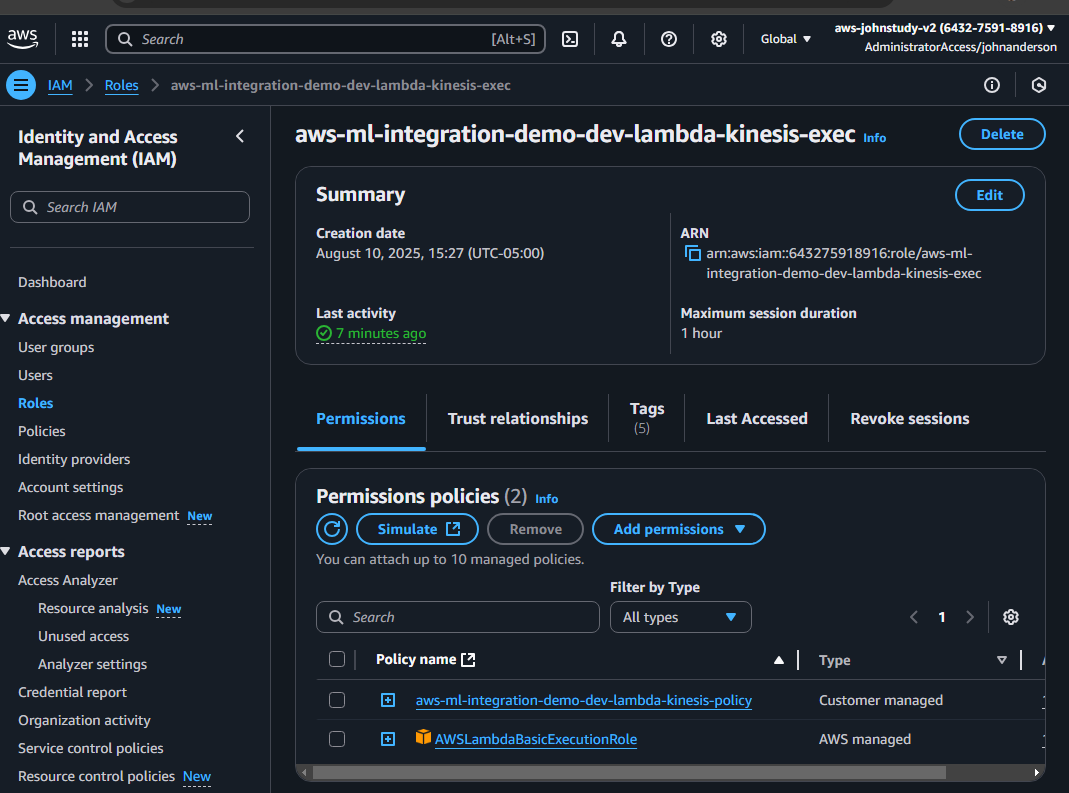 aws
Search [Alt+S]
Global
aws-johnstudy-v2 (6432-7591-8916)
AdministratorAccess/johnanderson
IAM
Roles
aws-ml-integration-demo-dev-lambda-kinesis-exec
Identity and Access
Management (IAM)
Search IAM
Dashboard
Access management
User groups
Users
Roles
Policies
Identity providers
Account settings
Root access management New
Access reports
Access Analyzer
Resource analysis New
Unused access
Analyzer settings
Credential report
Organization activity
Service control policies
Resource control policies New
aws-ml-integration-demo-dev-lambda-kinesis-exec Info
Delete
Summary
Edit
Creation date
August 10, 2025, 15:27 (UTC-05:00)
ARN
arn:aws:iam::643275918916:role/aws-ml-
integration-demo-dev-lambda-kinesis-exec
Last activity
7 minutes ago
Maximum session duration
1 hour
Permissions
Trust relationships
Tags
(5)
Last Accessed
Revoke sessions
Permissions policies (2) Info
Simulate
Remove
Add permissions
You can attach up to 10 managed policies.
Filter by Type
Search
All types
1
Policy name
Type
aws-ml-integration-demo-dev-lambda-kinesis-policy
Customer managed
AWSLambdaBasicExecutionRole
AWS managed